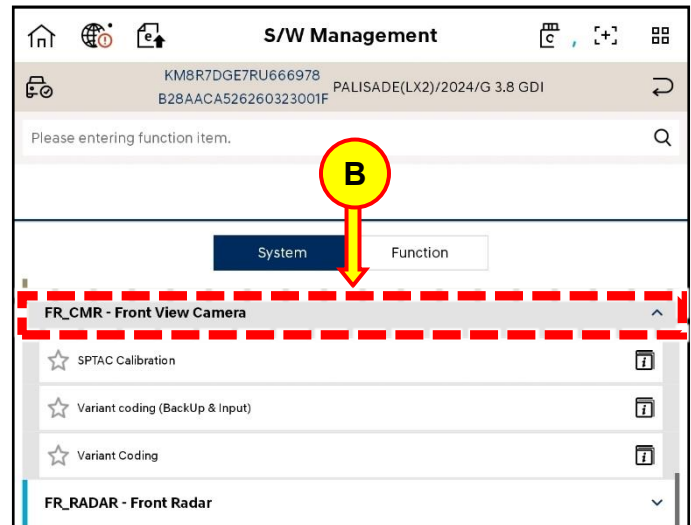 S/W Management
KM8R7DGE7RU666978
B28AACA526260323001F
PALISADE(LX2)/2024/G 3.8 GDI
Please entering function item.
B
System
Function
FR_CMR - Front View Camera
SPTAC Calibration
Variant coding (BackUp & Input)
Variant Coding
FR_RADAR - Front Radar